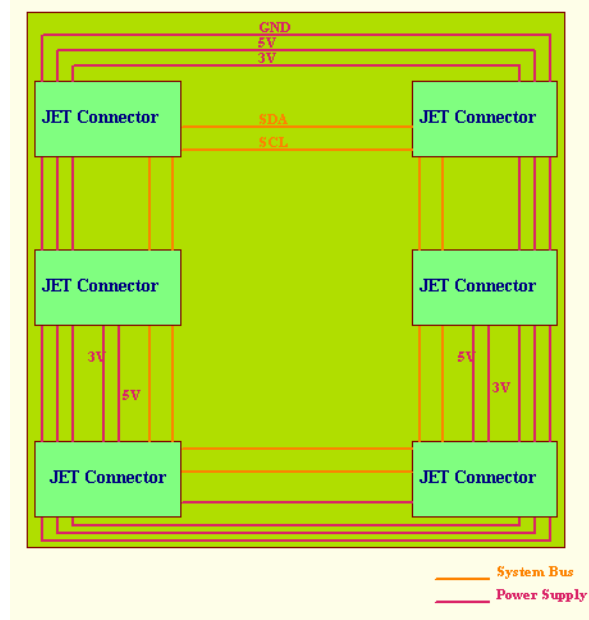 GND
5V
3V
JET Connector
JET Connector
SDA
SCL
JET Connector
JET Connector
3V
5V
5V
3V
JET Connector
JET Connector
System Bus
Power Supply